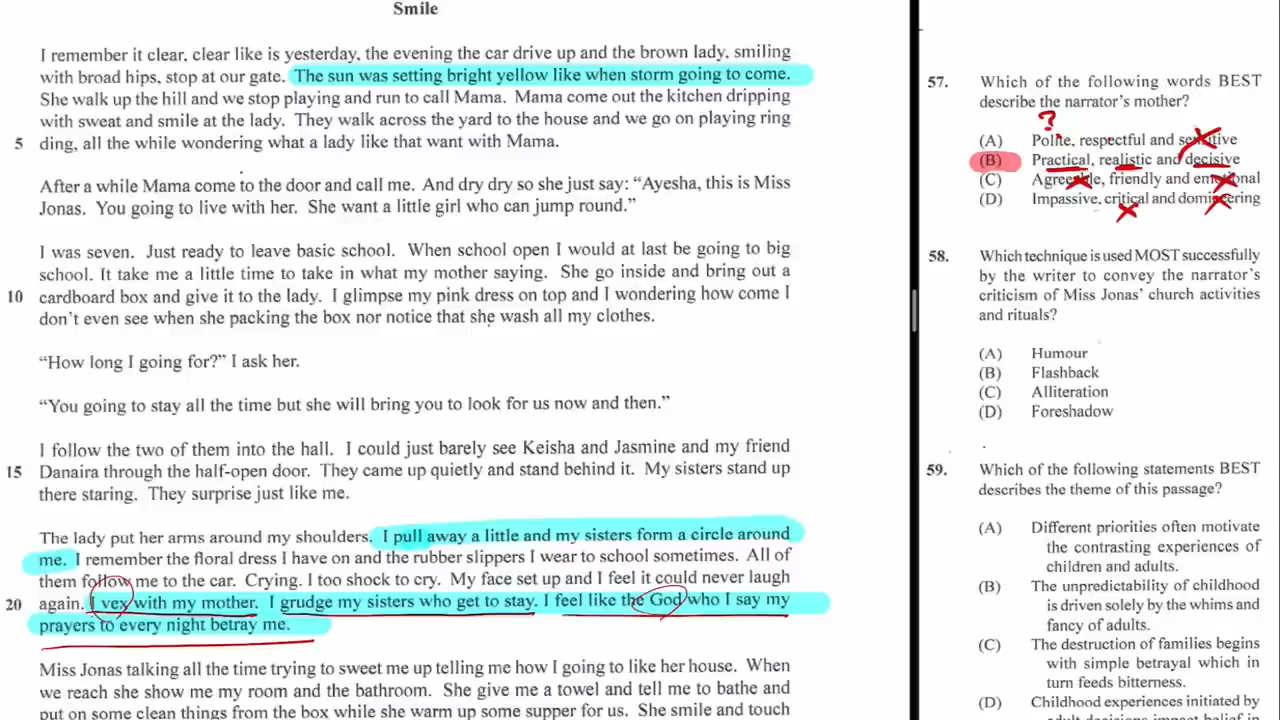 Smile
I remember it clear, clear like is yesterday, the evening the car drive up and the brown lady, smiling
with broad hips, stop at our gate. The sun was setting bright yellow like when storm going to come.
She walk up the hill and we stop playing and run to call Mama. Mama come out the kitchen dripping
with sweat and smile at the lady. They walk across the yard to the house and we go on playing ring
5 ding, all the while wondering what a lady like that want with Mama.
After a while Mama come to the door and call me. And dry dry so she just say: “Ayesha, this is Miss
Jonas. You going to live with her. She want a little girl who can jump round.”
I was seven. Just ready to leave basic school. When school open I would at last be going to big
school. It take me a little time to take in what my mother saying. She go inside and bring out a
10 cardboard box and give it to the lady. I glimpse my pink dress on top and I wondering how come I
don’t even see when she packing the box nor notice that she wash all my clothes.
“How long I going for?” I ask her.
“You going to stay all the time but she will bring you to look for us now and then.”
I follow the two of them into the hall. I could just barely see Keisha and Jasmine and my friend
15 Danaira through the half-open door. They came up quietly and stand behind it. My sisters stand up
there staring. They surprise just like me.
The lady put her arms around my shoulders. I pull away a little and my sisters form a circle around
me. I remember the floral dress I have on and the rubber slippers I wear to school sometimes. All of
them follow me to the car. Crying. I too shock to cry. My face set up and I feel it could never laugh
20 again. I vex with my mother. I grudge my sisters who get to stay. I feel like the God who I say my
prayers to every night betray me.
Miss Jonas talking all the time trying to sweet me up telling me how I going to like her house. When
we reach she show me my room and the bathroom. She give me a towel and tell me to bathe and
put on some clean things from the box while she warm up some supper for us. She smile and touch
57. Which of the following words BEST
describe the narrator’s mother?
?
(A) Polite, respectful and sensitive
(B) Practical, realistic and decisive
(C) Agreeable, friendly and emotional
(D) Impassive, critical and domineering
58. Which technique is used MOST successfully
by the writer to convey the narrator’s
criticism of Miss Jonas’ church activities
and rituals?
(A) Humour
(B) Flashback
(C) Alliteration
(D) Foreshadow
59. Which of the following statements BEST
describes the theme of this passage?
(A) Different priorities often motivate
the contrasting experiences of
children and adults.
(B) The unpredictability of childhood
is driven solely by the whims and
fancy of adults.
(C) The destruction of families begins
with simple betrayal which in
turn feeds bitterness.
(D) Childhood experiences initiated by
adult decisions impact belief in